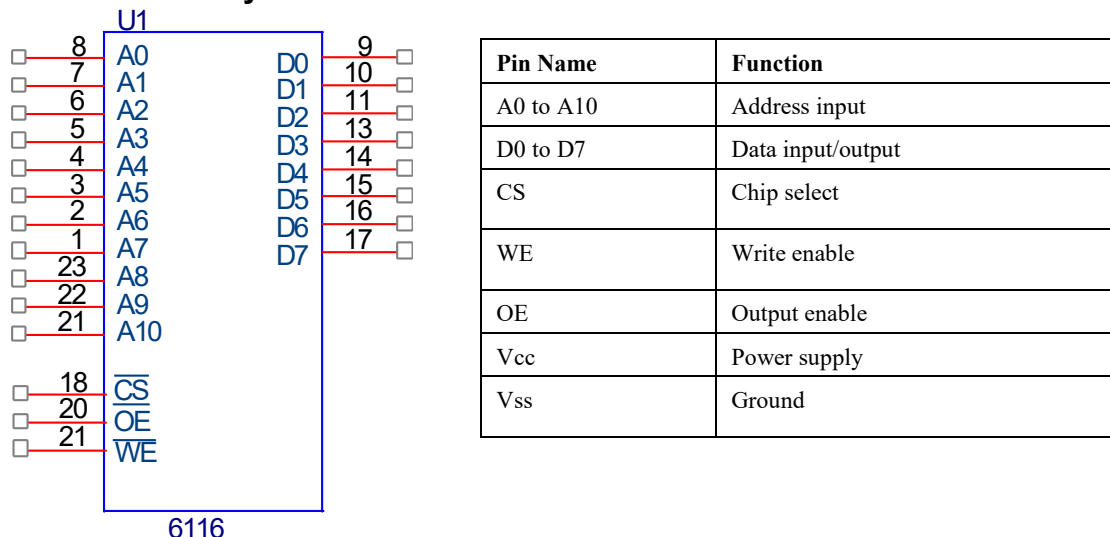 U1
8 A0 D0 9
7 A1 D1 10
6 A2 D2 11
5 A3 D3 13
4 A4 D4 14
3 A5 D5 15
2 A6 D6 16
1 A7 D7 17
23 A8
22 A9
21 A10
18 C̅S̅
20 O̅E̅
21 W̅E̅
6116
Pin Name Function
A0 to A10 Address input
D0 to D7 Data input/output
CS Chip select
WE Write enable
OE Output enable
Vcc Power supply
Vss Ground